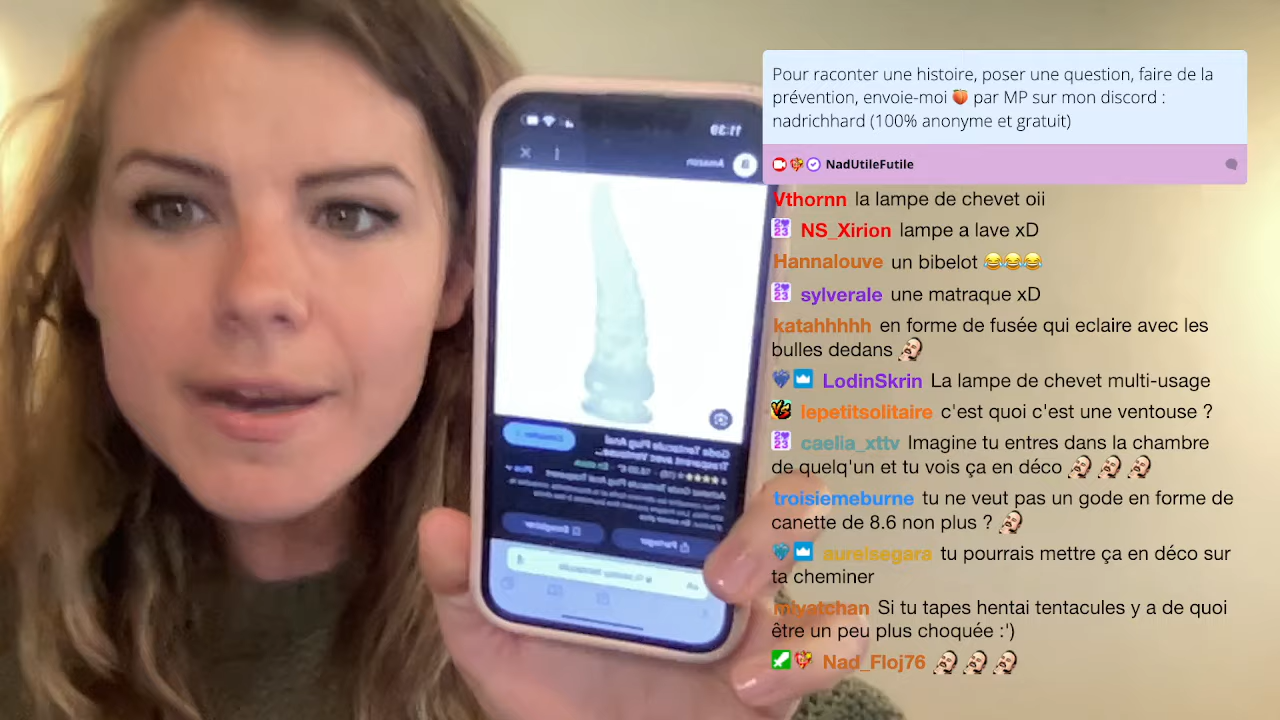 Pour raconter une histoire, poser une question, faire de la
prévention, envoie-moi 🍑 par MP sur mon discord :
nadrichhard (100% anonyme et gratuit)
NadUtileFutile
Vthornn la lampe de chevet oii
NS_Xirion lampe a lave xD
Hannalouve un bibelot 😂😂😂
sylverale une matraque xD
katahhhhh en forme de fusée qui eclaire avec les
bulles dedans
LodinSkrin La lampe de chevet multi-usage
lepetitsolitaire c'est quoi c'est une ventouse ?
caelia_xttv Imagine tu entres dans la chambre
de quelq'un et tu vois ça en déco
troisiemeburne tu ne veut pas un gode en forme de
canette de 8.6 non plus ?
aurelsegara tu pourrais mettre ça en déco sur
ta cheminer
miyatchan Si tu tapes hentai tentacules y a de quoi
être un peu plus choquée :')
Nad_Floj76
11:39
Amazon
Gode Tentacule Plug Anal
Trasparent avec Ventouse...
En stock
Plus
Enregistrer
Partager